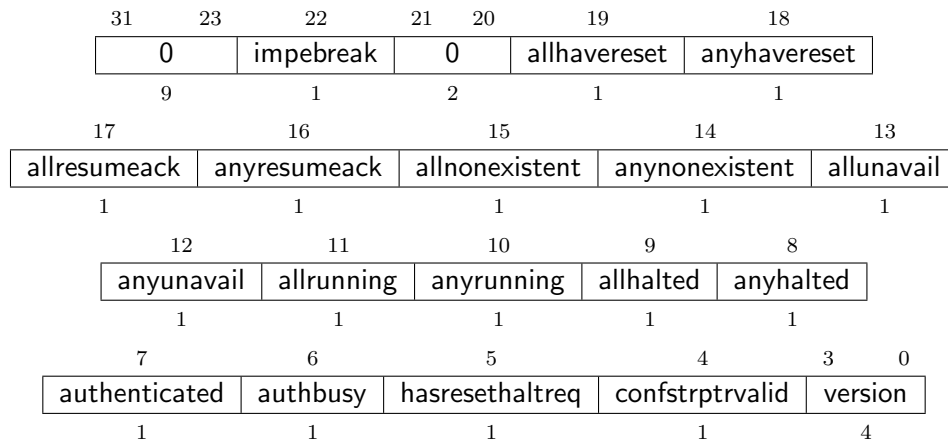 31 23 22 21 20 19 18
0 impebreak 0 allhavereset anyhavereset
9 1 2 1 1
17 16 15 14 13
allresumeack anyresumeack allnonexistent anynonexistent allunavail
1 1 1 1 1
12 11 10 9 8
anyunavail allrunning anyrunning allhalted anyhalted
1 1 1 1 1
7 6 5 4 3 0
authenticated authbusy hasresethaltreq confstrptrvalid version
1 1 1 1 4